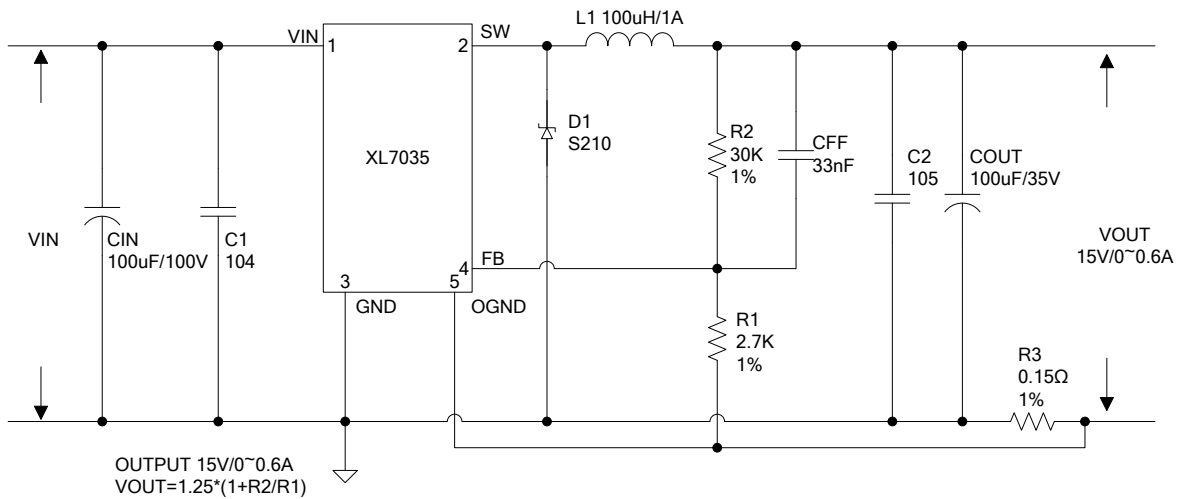 L1 100uH/1A
VIN
1
2
SW
XL7035
D1
S210
R2
30K
1%
CFF
33nF
C2
105
COUT
100uF/35V
VIN
CIN
100uF/100V
C1
104
VOUT
15V/0~0.6A
4
FB
3
5
GND
OGND
R1
2.7K
1%
R3
0.15Ω
1%
OUTPUT 15V/0~0.6A
VOUT=1.25*(1+R2/R1)